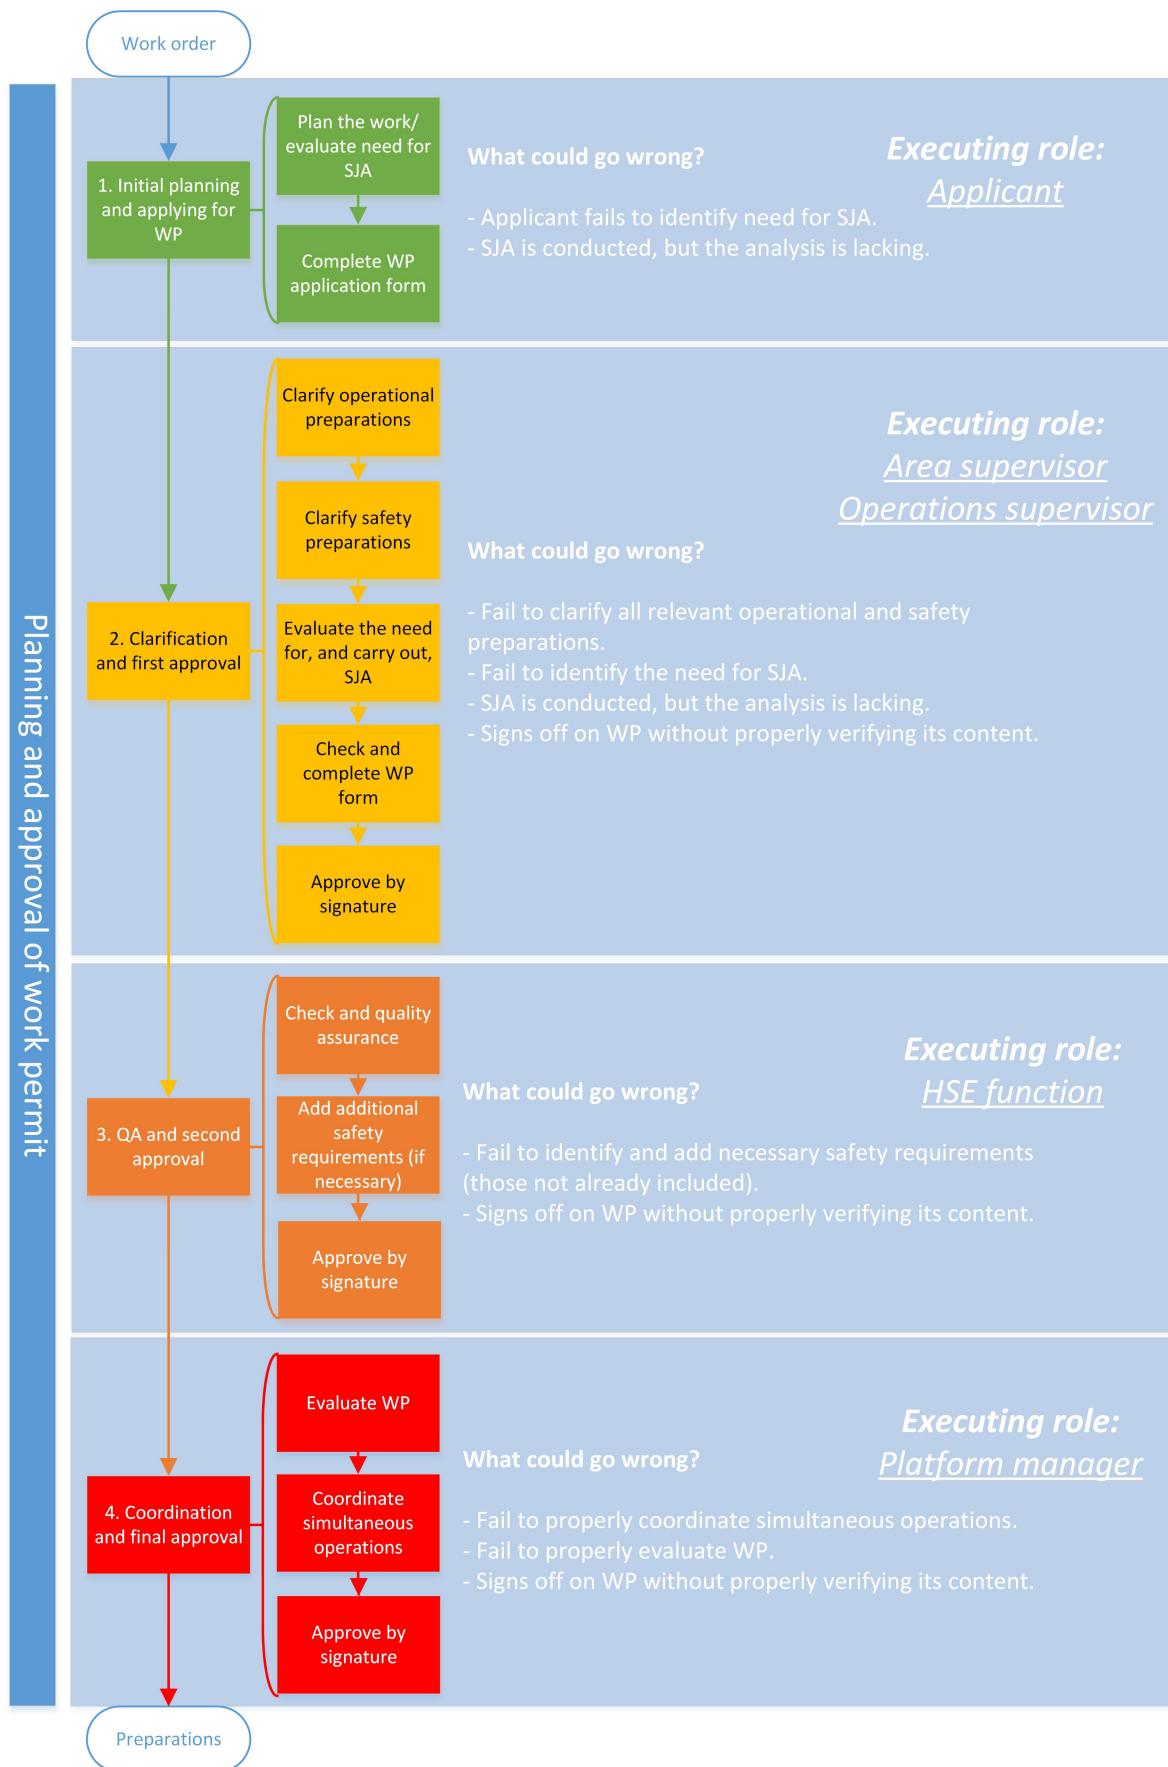 Work order
Planning and approval of work permit
1. Initial planning
and applying for
WP
Plan the work/
evaluate need for
SJA
Complete WP
application form
What could go wrong?
- Applicant fails to identify need for SJA.
- SJA is conducted, but the analysis is lacking.
Executing role:
Applicant
2. Clarification
and first approval
Clarify operational
preparations
Clarify safety
preparations
Evaluate the need
for, and carry out,
SJA
Check and
complete WP
form
Approve by
signature
Executing role:
Area supervisor
Operations supervisor
What could go wrong?
- Fail to clarify all relevant operational and safety
preparations.
- Fail to identify the need for SJA.
- SJA is conducted, but the analysis is lacking.
- Signs off on WP without properly verifying its content.
3. QA and second
approval
Check and quality
assurance
Add additional
safety
requirements (if
necessary)
Approve by
signature
Executing role:
HSE function
What could go wrong?
- Fail to identify and add necessary safety requirements
(those not already included).
- Signs off on WP without properly verifying its content.
4. Coordination
and final approval
Evaluate WP
Coordinate
simultaneous
operations
Approve by
signature
Executing role:
Platform manager
What could go wrong?
- Fail to properly coordinate simultaneous operations.
- Fail to properly evaluate WP.
- Signs off on WP without properly verifying its content.
Preparations